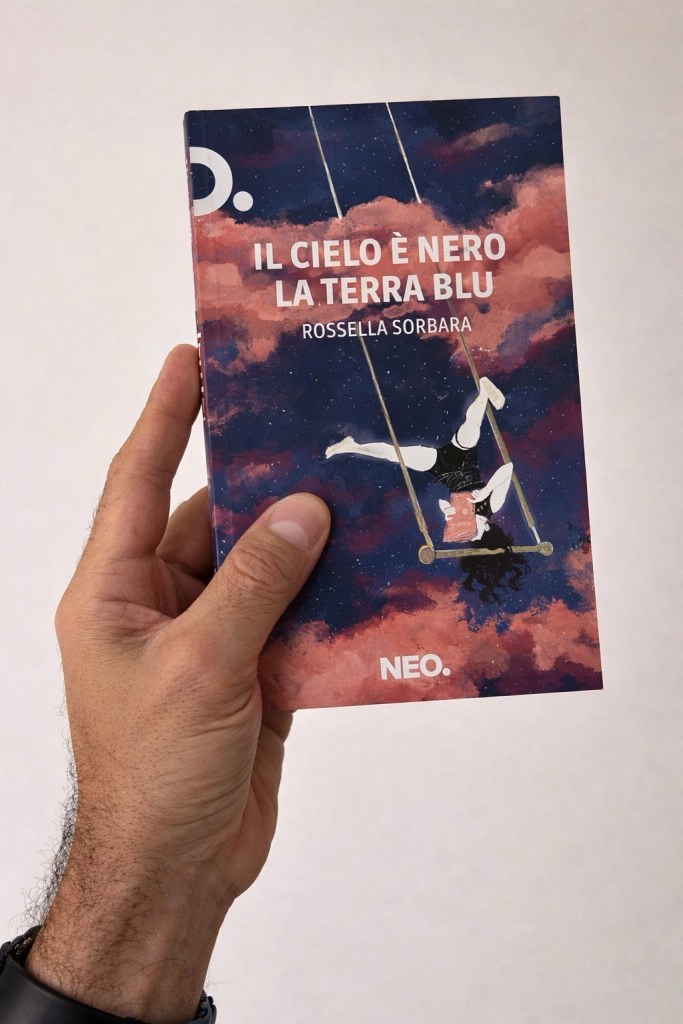 O.
IL CIELO È NERO
LA TERRA BLU
ROSSELLA SORBARA
NEO.